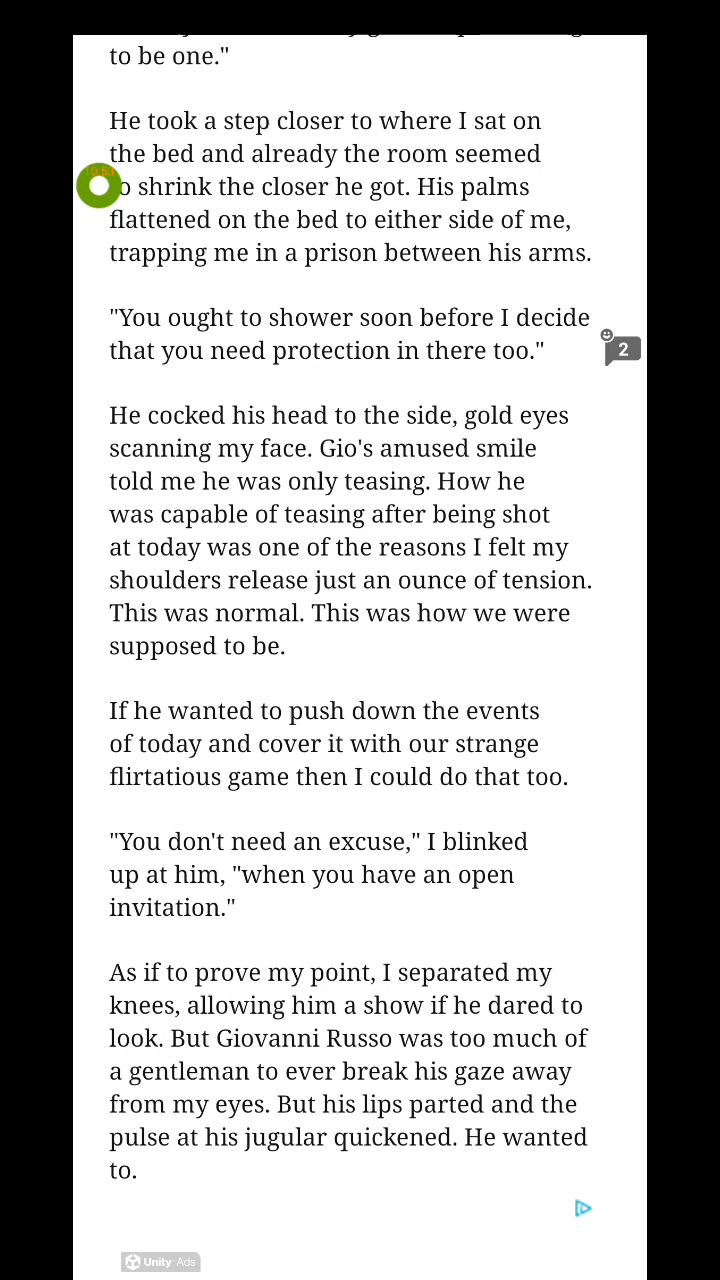 to be one."
He took a step closer to where I sat on
the bed and already the room seemed
o shrink the closer he got. His palms
flattened on the bed to either side of me,
trapping me in a prison between his arms.
"You ought to shower soon before I decide
that you need protection in there too."
2
He cocked his head to the side, gold eyes
scanning my face. Gio's amused smile
told me he was only teasing. How he
was capable of teasing after being shot
at today was one of the reasons I felt my
shoulders release just an ounce of tension.
This was normal. This was how we were
supposed to be.
If he wanted to push down the events
of today and cover it with our strange
flirtatious game then I could do that too.
"You don't need an excuse," I blinked
up at him, "when you have an open
invitation."
As if to prove my point, I separated my
knees, allowing him a show if he dared to
look. But Giovanni Russo was too much of
a gentleman to ever break his gaze away
from my eyes. But his lips parted and the
pulse at his jugular quickened. He wanted
to.
Unity Ads